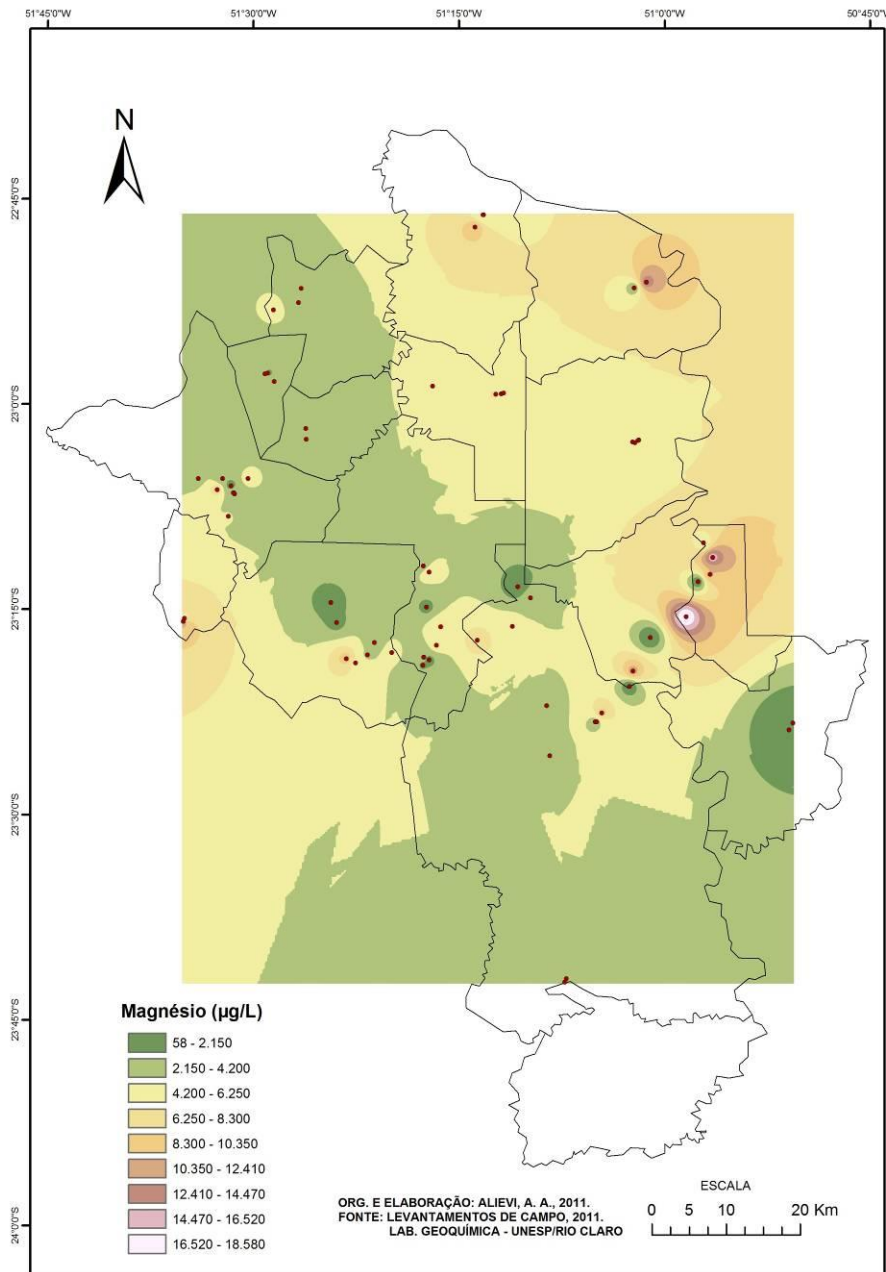 51°45'0"W 51°30'0"W 51°15'0"W 51°0'0"W 50°45'0"W
N
22°45'0"S
23°0'0"S
23°15'0"S
23°30'0"S
23°45'0"S
24°0'0"S
Magnésio (µg/L)
58 - 2.150
2.150 - 4.200
4.200 - 6.250
6.250 - 8.300
8.300 - 10.350
10.350 - 12.410
12.410 - 14.470
14.470 - 16.520
16.520 - 18.580
ORG. E ELABORAÇÃO: ALIEVI, A. A., 2011.
FONTE: LEVANTAMENTOS DE CAMPO, 2011.
LAB. GEOQUÍMICA - UNESP/RIO CLARO
ESCALA
0 5 10 20 Km